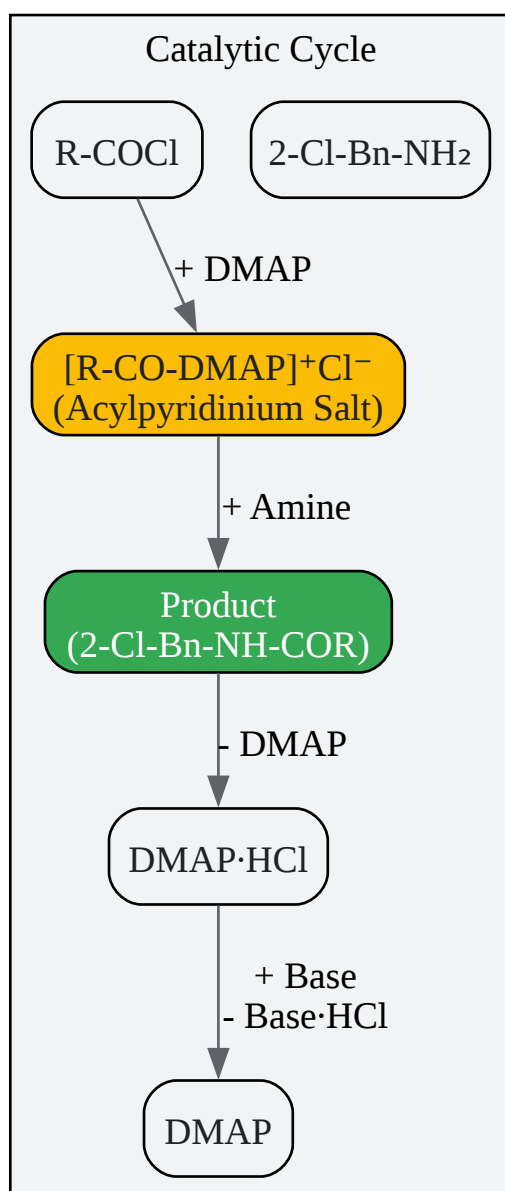 Catalytic Cycle
R-COCl
2-Cl-Bn-NH₂
+ DMAP
[R-CO-DMAP]⁺Cl⁻
(Acylpyridinium Salt)
+ Amine
Product
(2-Cl-Bn-NH-COR)
- DMAP
DMAP·HCl
+ Base
- Base·HCl
DMAP